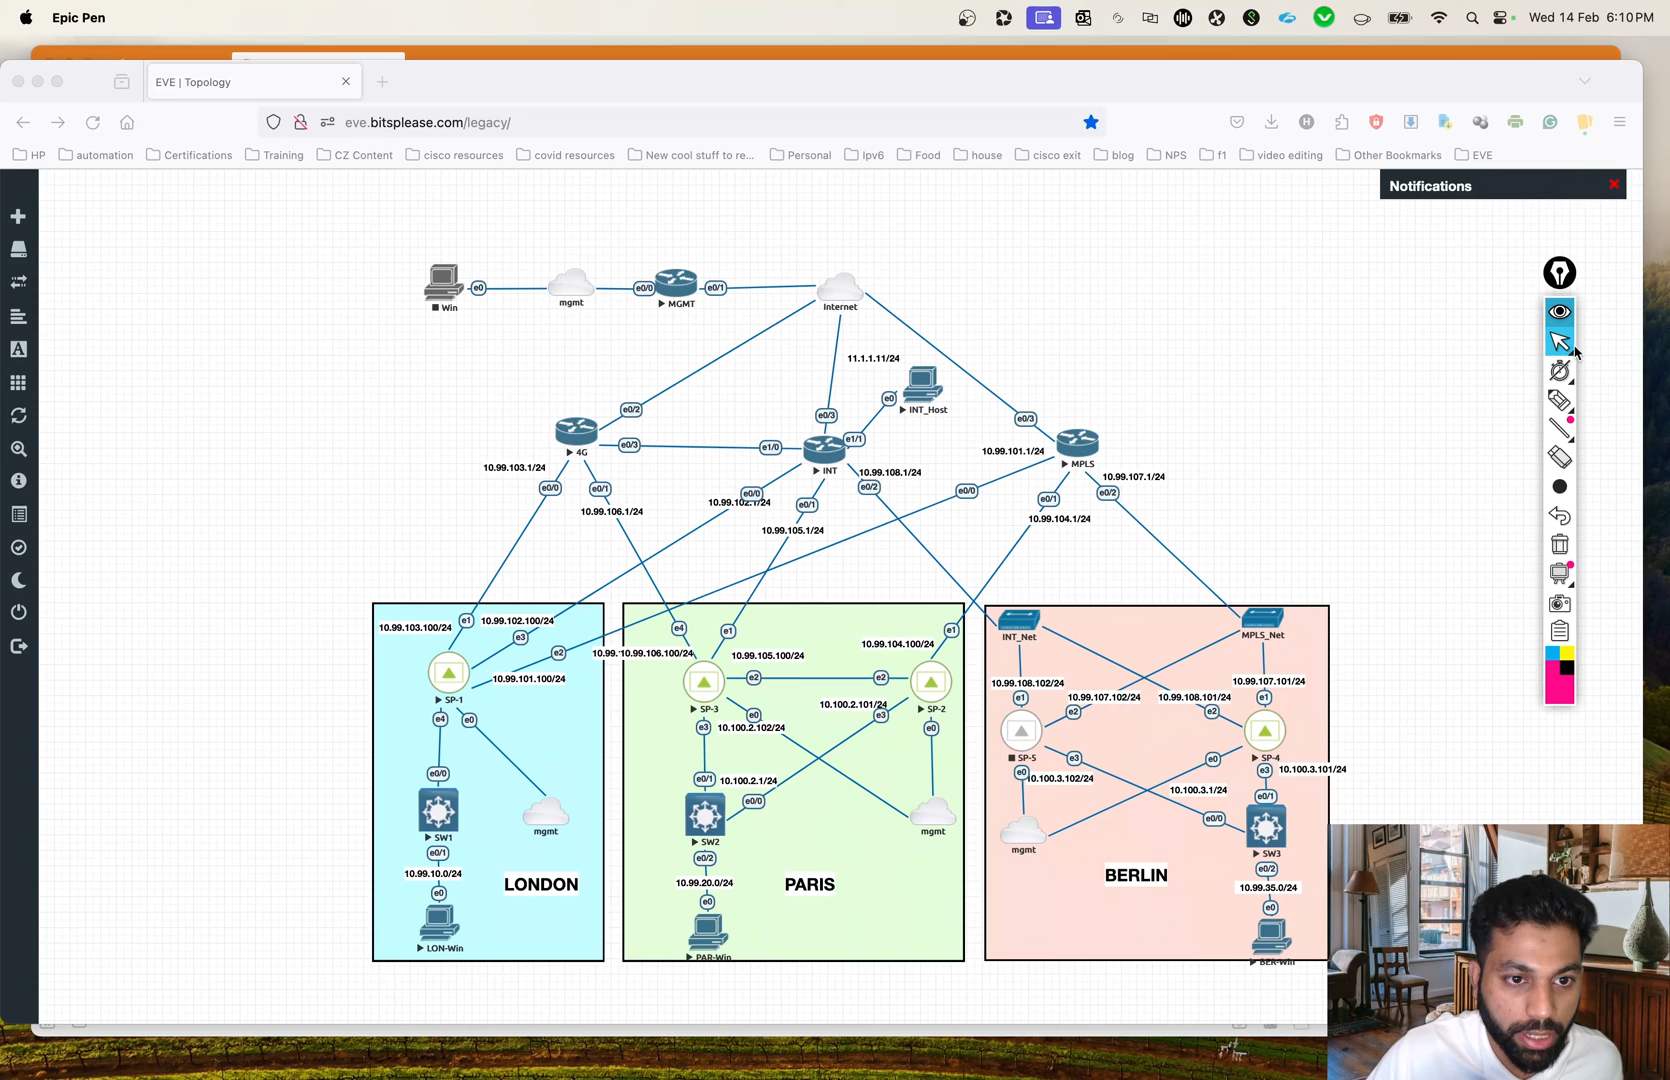 Epic Pen
Wed 14 Feb 6:10 PM
EVE | Topology
eve.bitsplease.com/legacy/
HP
automation
Certifications
Training
CZ Content
cisco resources
covid resources
New cool stuff to re...
Personal
Ipv6
Food
house
cisco exit
blog
NPS
f1
video editing
Other Bookmarks
EVE
Notifications
Win
e0
mgmt
e0/0
MGMT
e0/1
Internet
11.1.1.11/24
e0
INT_Host
e0/2
e0/3
e0/3
4G
e0/3
e1/0
e1/1
INT
10.99.101.1/24
MPLS
10.99.103.1/24
10.99.108.1/24
10.99.107.1/24
e0/0
e0/1
e0/0
10.99.102.1/24
e0/1
e0/2
e0/0
e0/1
e0/2
10.99.106.1/24
10.99.105.1/24
10.99.104.1/24
10.99.103.100/24
e1
10.99.102.100/24
e3
e2
10.99.101.100/24
SP-1
e4
e0
e0/0
SW1
mgmt
e0/1
10.99.10.0/24
e0
LON-Win
LONDON
e4
e1
10.99.106.100/24
10.99.105.100/24
10.99.104.100/24
e1
SP-3
e2
e2
SP-2
e0
10.100.2.101/24
e3
e3
10.100.2.102/24
e0
e0/1
10.100.2.1/24
e0/0
SW2
mgmt
e0/2
10.99.20.0/24
e0
PAR-Win
PARIS
INT_Net
MPLS_Net
10.99.108.102/24
10.99.107.101/24
e1
10.99.107.102/24
10.99.108.101/24
e1
e2
e2
SP-5
SP-4
e3
e0
e0
10.100.3.102/24
e3
10.100.3.101/24
10.100.3.1/24
e0/1
e0/0
mgmt
SW3
e0/2
10.99.35.0/24
e0
BER-Win
BERLIN